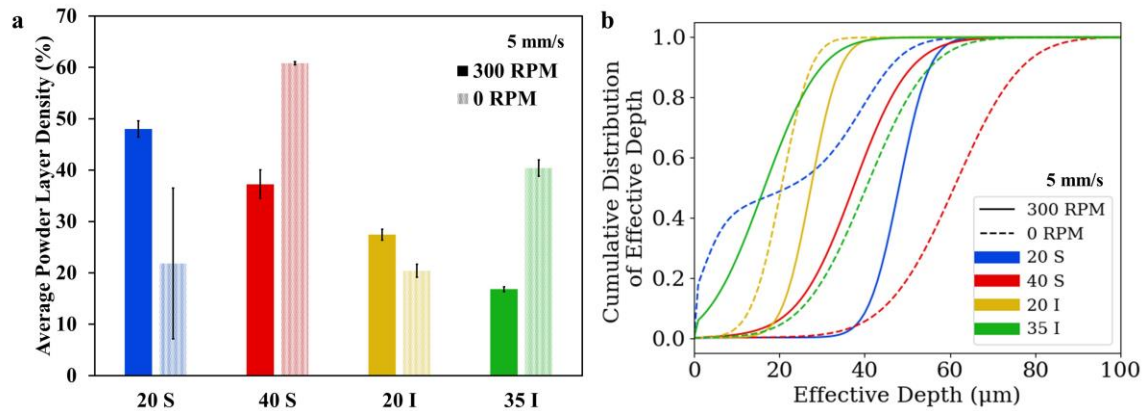 a
Average Powder Layer Density (%)
70
60
50
40
30
20
10
0
5 mm/s
300 RPM
0 RPM
20 S
40 S
20 I
35 I
b
Cumulative Distribution
of Effective Depth
1.0
0.8
0.6
0.4
0.2
0.0
5 mm/s
300 RPM
0 RPM
20 S
40 S
20 I
35 I
0
20
40
60
80
100
Effective Depth (µm)